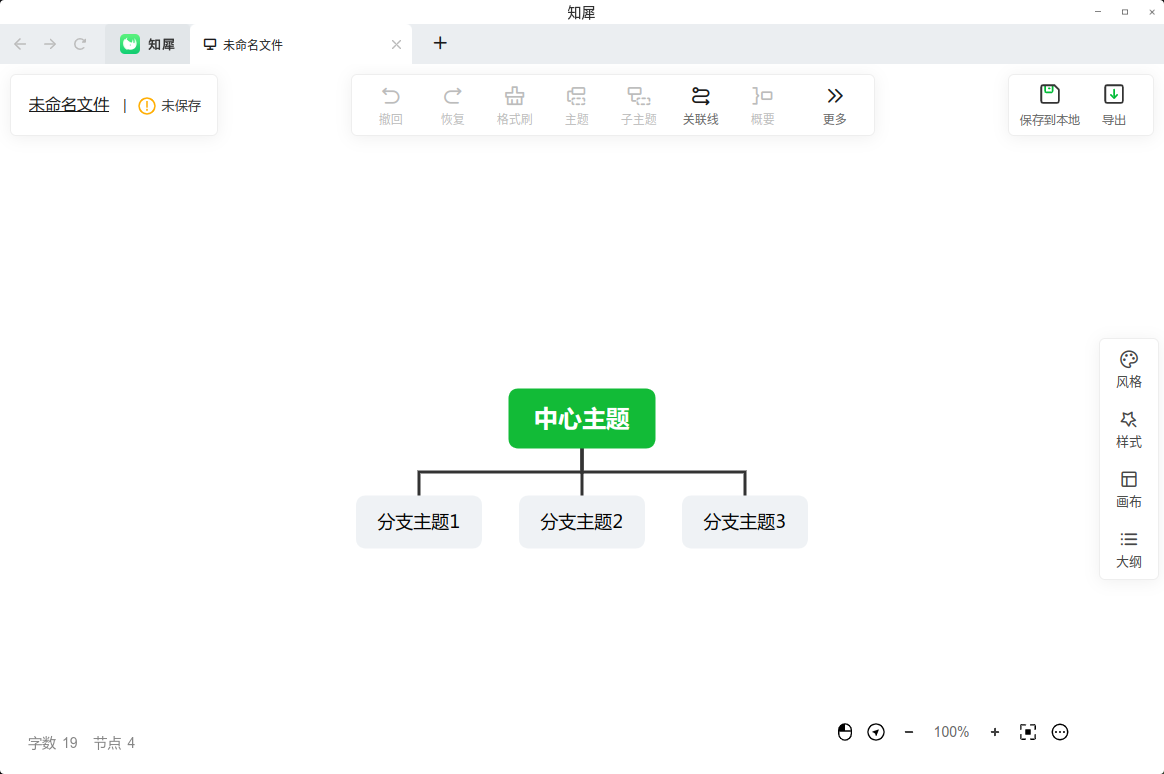 知犀
知犀 未命名文件
未命名文件 | 未保存
撤回 恢复 格式刷 主题 子主题 关联线 概要 更多
保存到本地 导出
中心主题
分支主题1 分支主题2 分支主题3
风格
样式
画布
大纲
100%
字数 19 节点 4